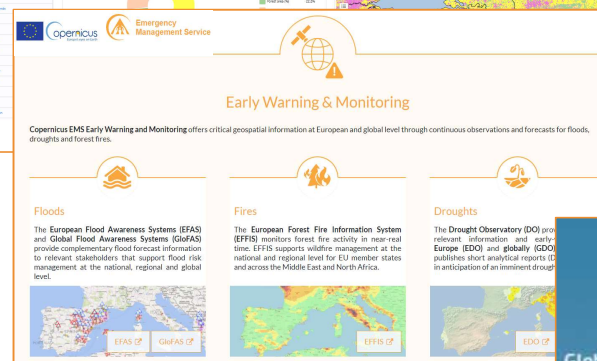 opernicus
Europe's eyes on Earth
Emergency
Management Service
Early Warning & Monitoring
Copernicus EMS Early Warning and Monitoring offers critical geospatial information at European and global level through continuous observations and forecasts for floods,
droughts and forest fires.
Floods
The European Flood Awareness Systems (EFAS)
and Global Flood Awareness Systems (GloFAS)
provide complementary flood forecast information
to relevant stakeholders that support flood risk
management at the national, regional and global
level.
EFAS
GloFAS
Fires
The European Forest Fire Information System
(EFFIS) monitors forest fire activity in near-real
time. EFFIS supports wildfire management at the
national and regional level for EU member states
and across the Middle East and North Africa.
EFFIS
Droughts
The Drought Observatory (DO) prov
relevant information and early-
Europe (EDO) and globally (GDO)
publishes short analytical reports (D
in anticipation of an imminent drough
EDO